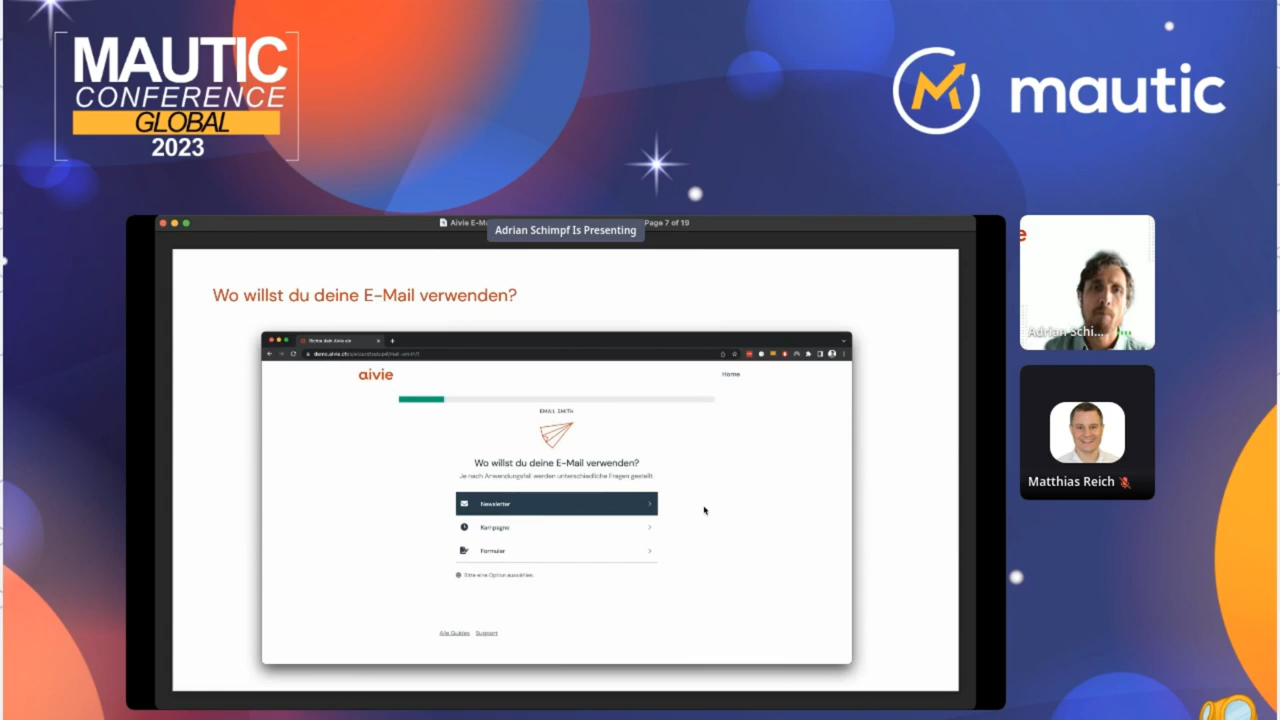 MAUTIC
CONFERENCE
GLOBAL
2023
mautic
Page 7 of 19
Adrian Schimpf Is Presenting
Wo willst du deine E-Mail verwenden?
aivie
Home
EMAIL SMITH
Wo willst du deine E-Mail verwenden?
Je nach Anwendungsfall werden unterschiedliche Fragen gestellt.
Newsletter
Kampagne
Formular
Bitte eine Option auswählen.
Alle Guides Support
Adrian Schi...
Matthias Reich